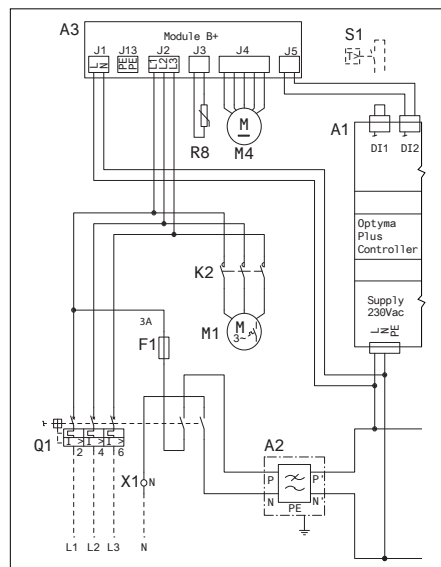 A3
Module B+
J1
J13
J2
J3
J4
J5
L
N
PE
PE
L1
L2
L3
S1
A1
DI1
DI2
R8
M
M4
Optyma
Plus
Controller
K2
Supply
230Vac
L
N
PE
3A
F1
M1
M
3~
Q1
I >
I >
I >
2
4
6
A2
X1
N
P
P
N
N
PE
L1
L2
L3
N